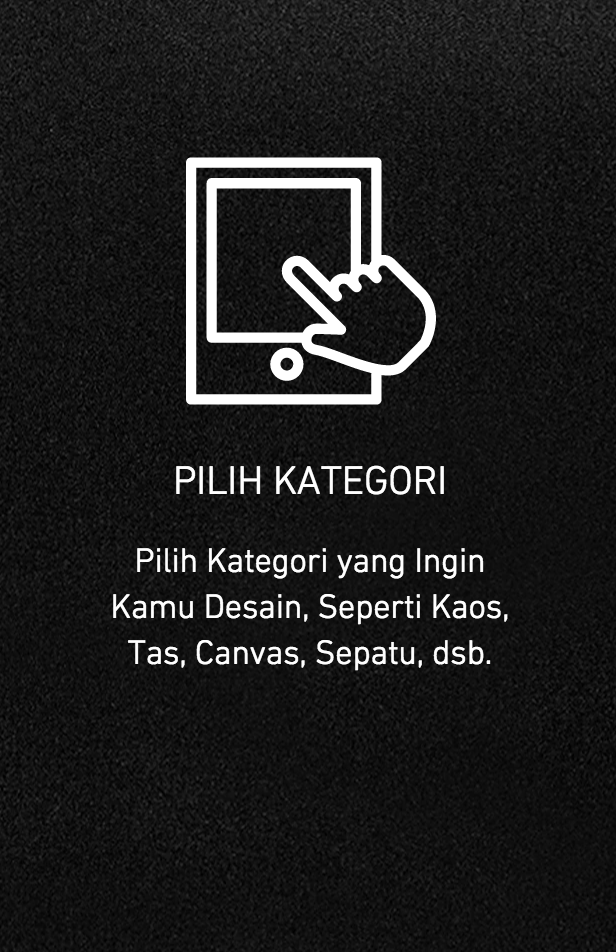 PILIH KATEGORI
Pilih Kategori yang Ingin
Kamu Desain, Seperti Kaos,
Tas, Canvas, Sepatu, dsb.